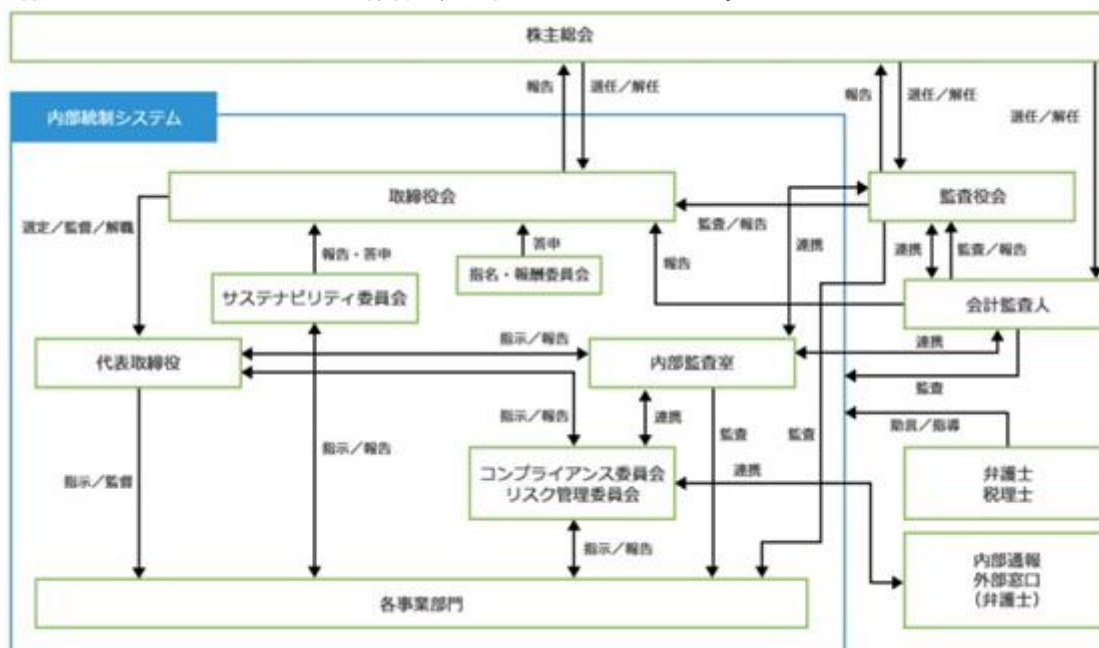 株主総会
報告
選任／解任
報告
選任／解任
選任／解任
内部統制システム
取締役会
監査役会
選定／監督／解職
監査／報告
連携
連携
監査／報告
報告・答申
答申
報告
サステナビリティ委員会
指名・報酬委員会
会計監査人
代表取締役
指示／報告
内部監査室
連携
監査
指示／報告
連携
監査
監査
助言／指導
指示／監督
指示／報告
コンプライアンス委員会
リスク管理委員会
連携
弁護士
税理士
指示／報告
内部通報
外部窓口
（弁護士）
各事業部門